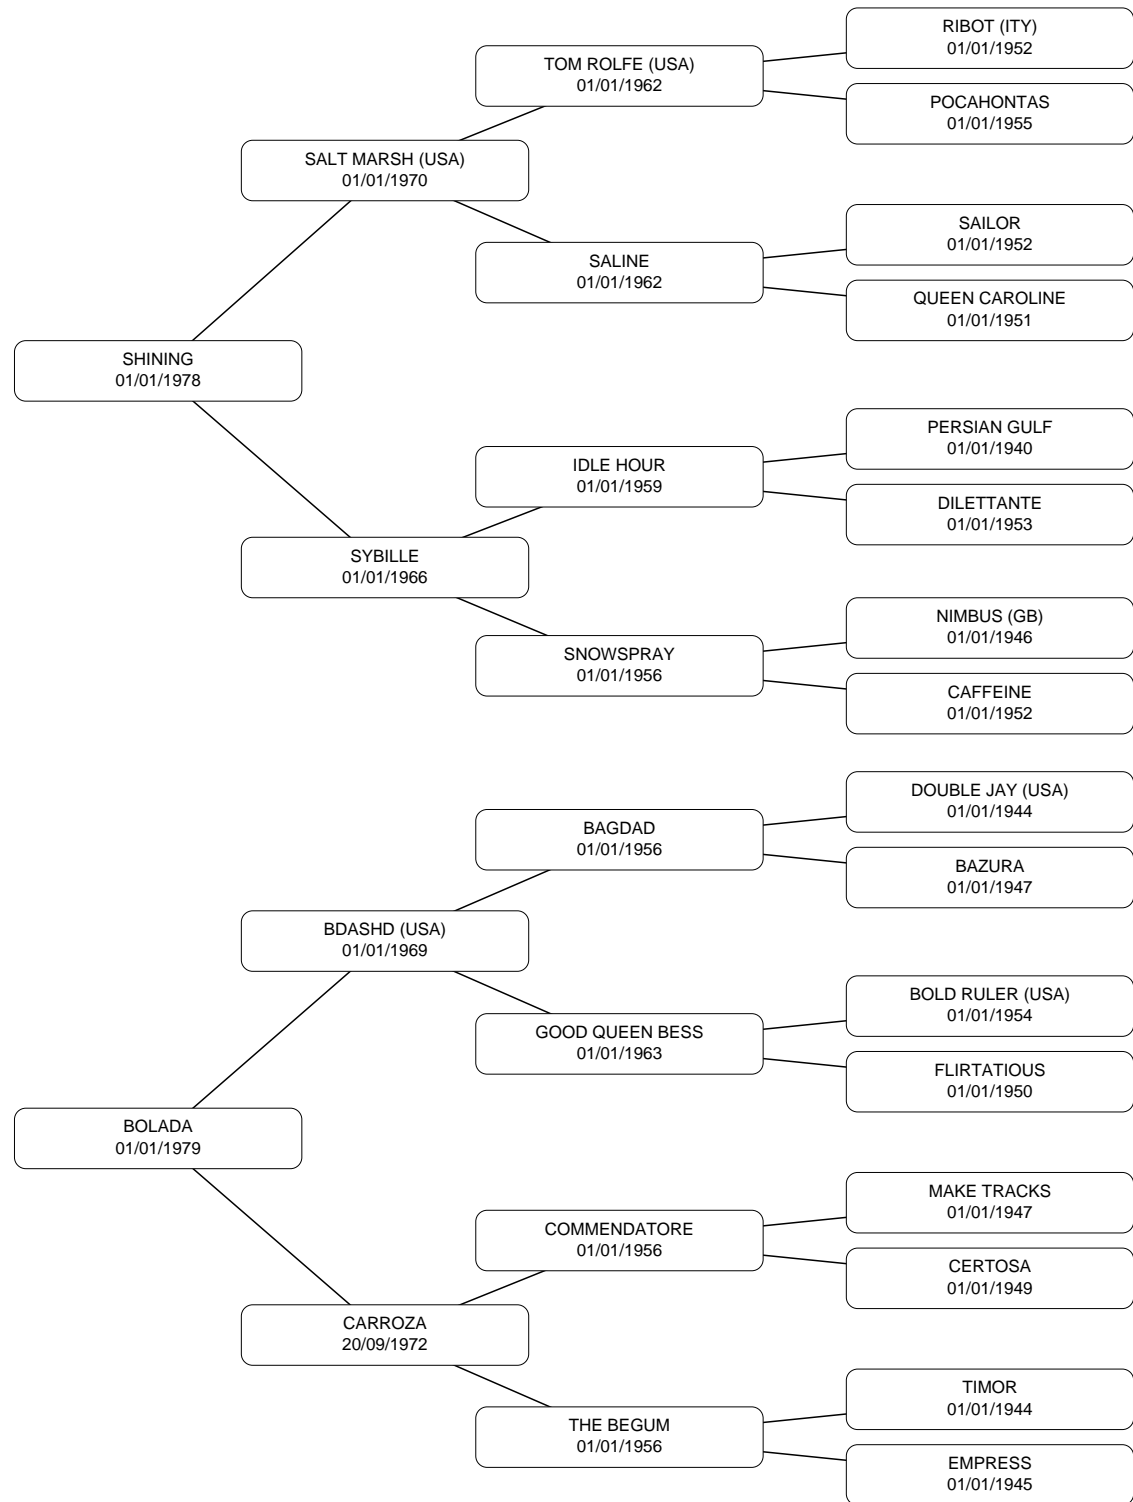 RIBOT (ITY)
01/01/1952
TOM ROLFE (USA)
01/01/1962
POCAHONTAS
01/01/1955
SALT MARSH (USA)
01/01/1970
SAILOR
01/01/1952
SALINE
01/01/1962
QUEEN CAROLINE
01/01/1951
SHINING
01/01/1978
PERSIAN GULF
01/01/1940
IDLE HOUR
01/01/1959
DILETTANTE
01/01/1953
SYBILLE
01/01/1966
NIMBUS (GB)
01/01/1946
SNOWSPRAY
01/01/1956
CAFFEINE
01/01/1952
DOUBLE JAY (USA)
01/01/1944
BAGDAD
01/01/1956
BAZURA
01/01/1947
BDASHD (USA)
01/01/1969
BOLD RULER (USA)
01/01/1954
GOOD QUEEN BESS
01/01/1963
FLIRTATIOUS
01/01/1950
BOLADA
01/01/1979
MAKE TRACKS
01/01/1947
COMMENDATORE
01/01/1956
CERTOSA
01/01/1949
CARROZA
20/09/1972
TIMOR
01/01/1944
THE BEGUM
01/01/1956
EMPRESS
01/01/1945